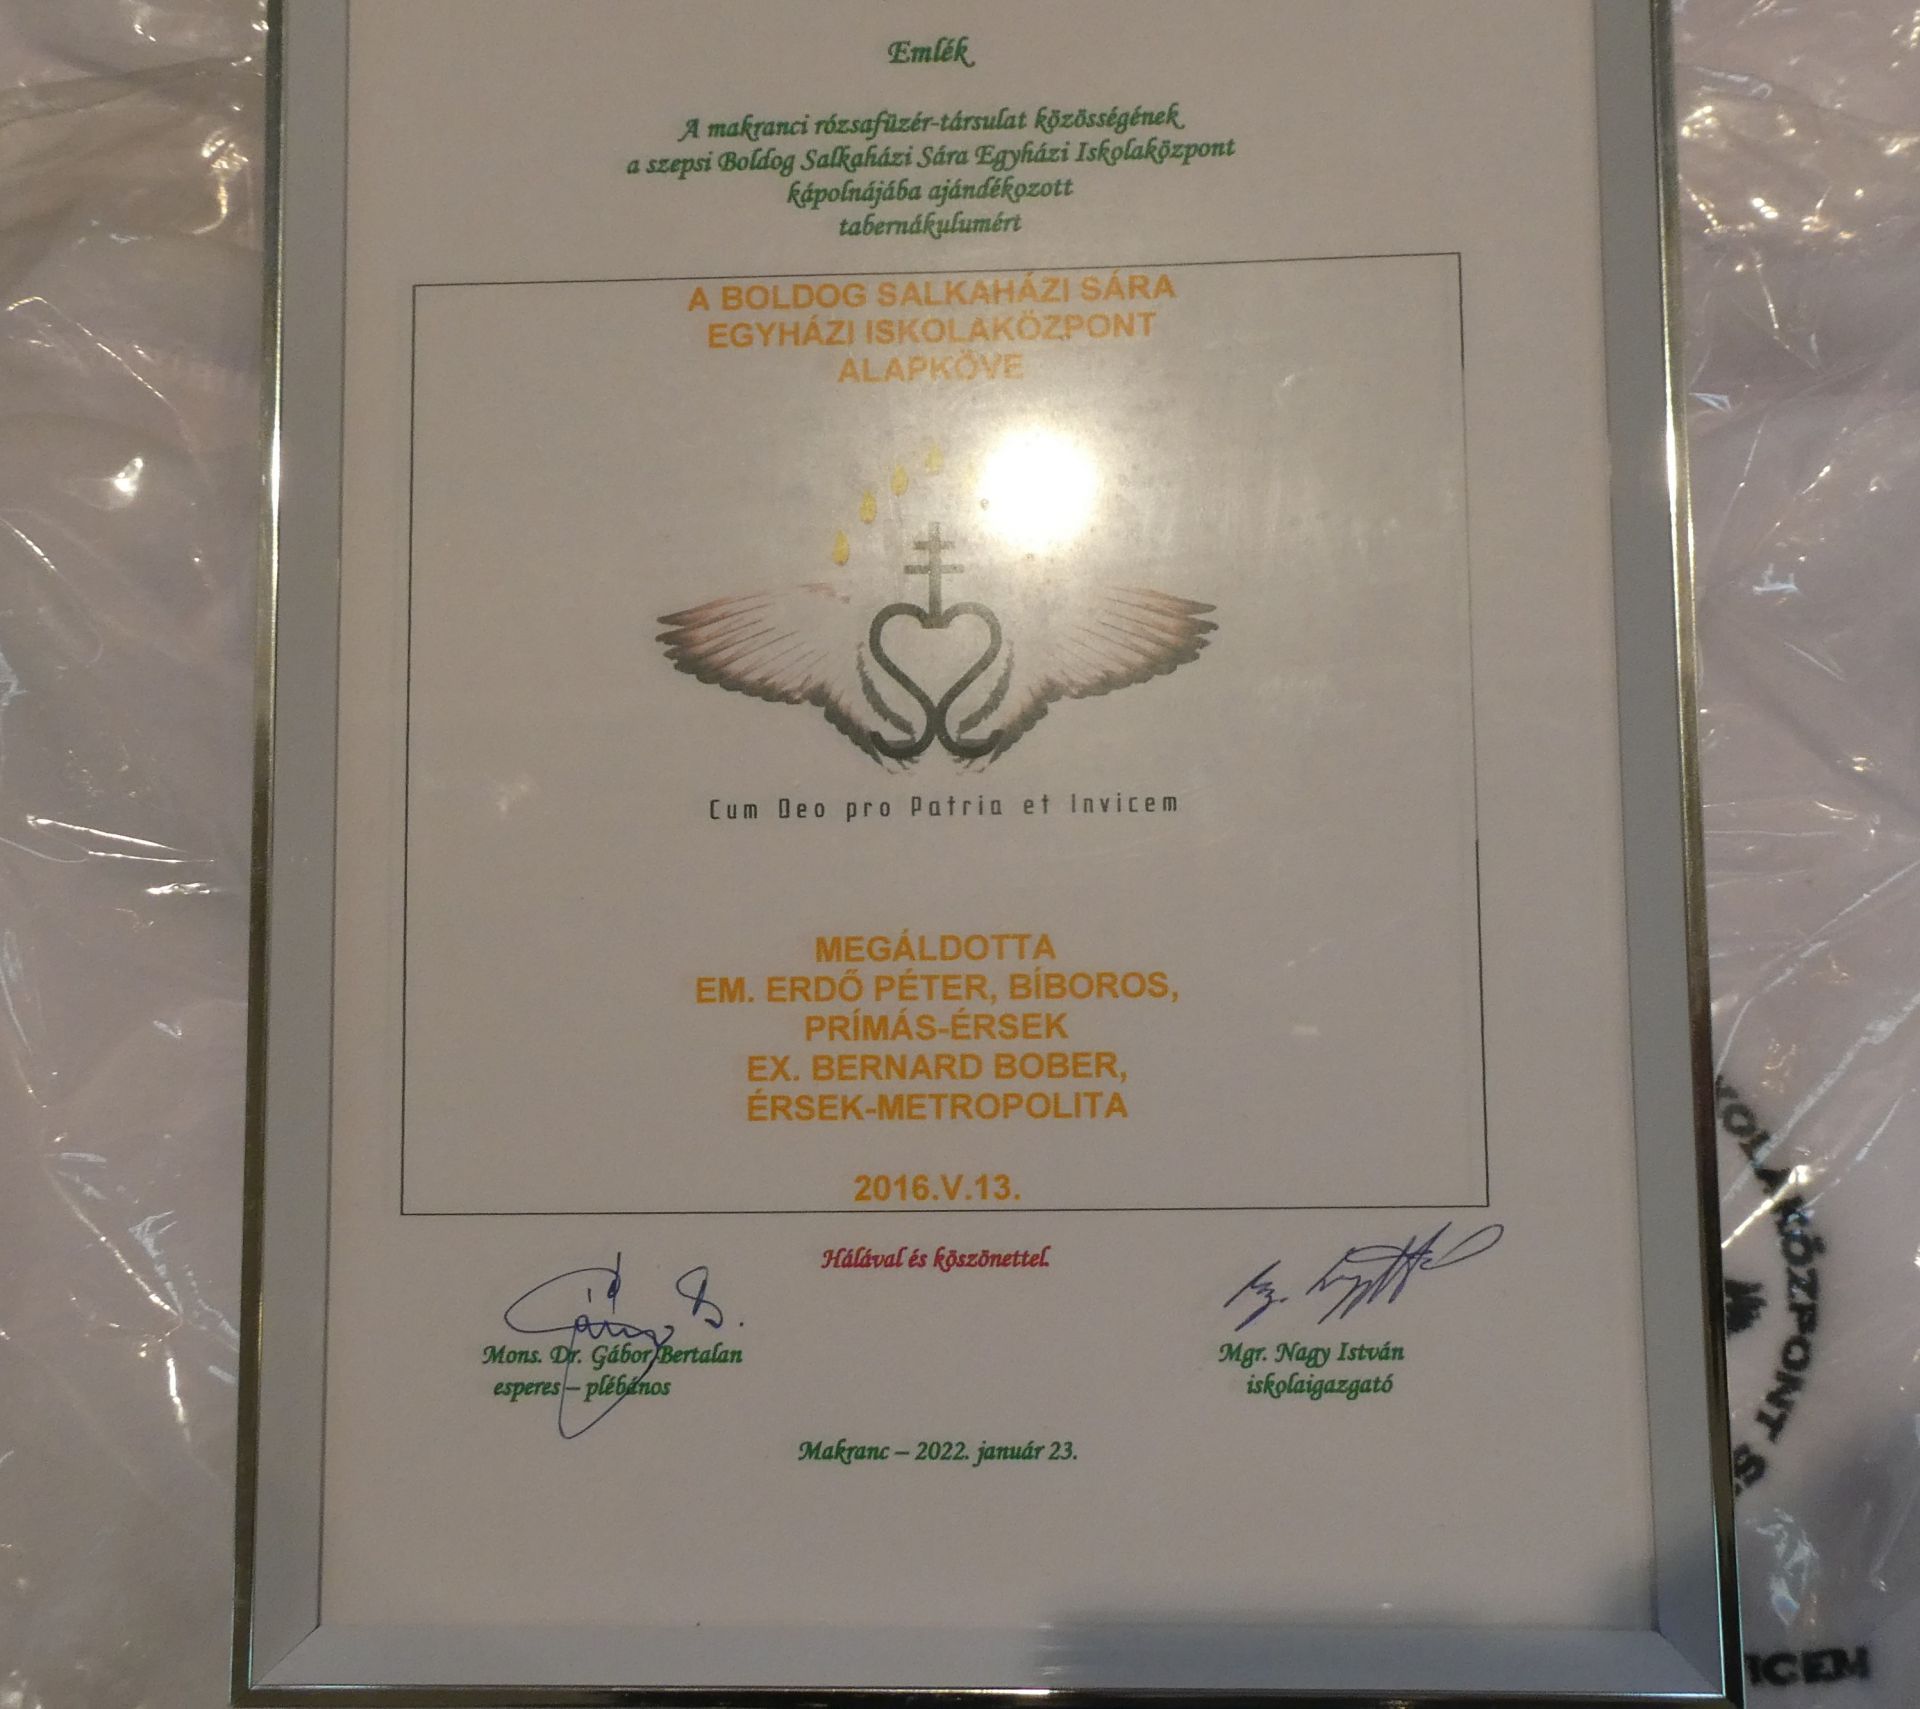 Emlék
A makranci rózsafüzér-társulat közösségének
a szepsi Boldog Salkaházi Sára Egyházi Iskolaközpont
kápolnájába ajándékozott
tabernákulumért
A BOLDOG SALKAHÁZI SÁRA
EGYHÁZI ISKOLAKÖZPONT
ALAPKÖVE
Cum Deo pro Patria et Invicem
MEGÁLDOTTA
EM. ERDŐ PÉTER, BÍBOROS,
PRÍMÁS-ÉRSEK
EX. BERNARD BOBER,
ÉRSEK-METROPOLITA
2016.V.13.
Hálával és köszönettel.
Mons. Dr. Gábor Bertalan
esperes – plébános
Mgr. Nagy István
iskolaigazgató
Makranc – 2022. január 23.
KOLAKÖZPONT S
ICEM